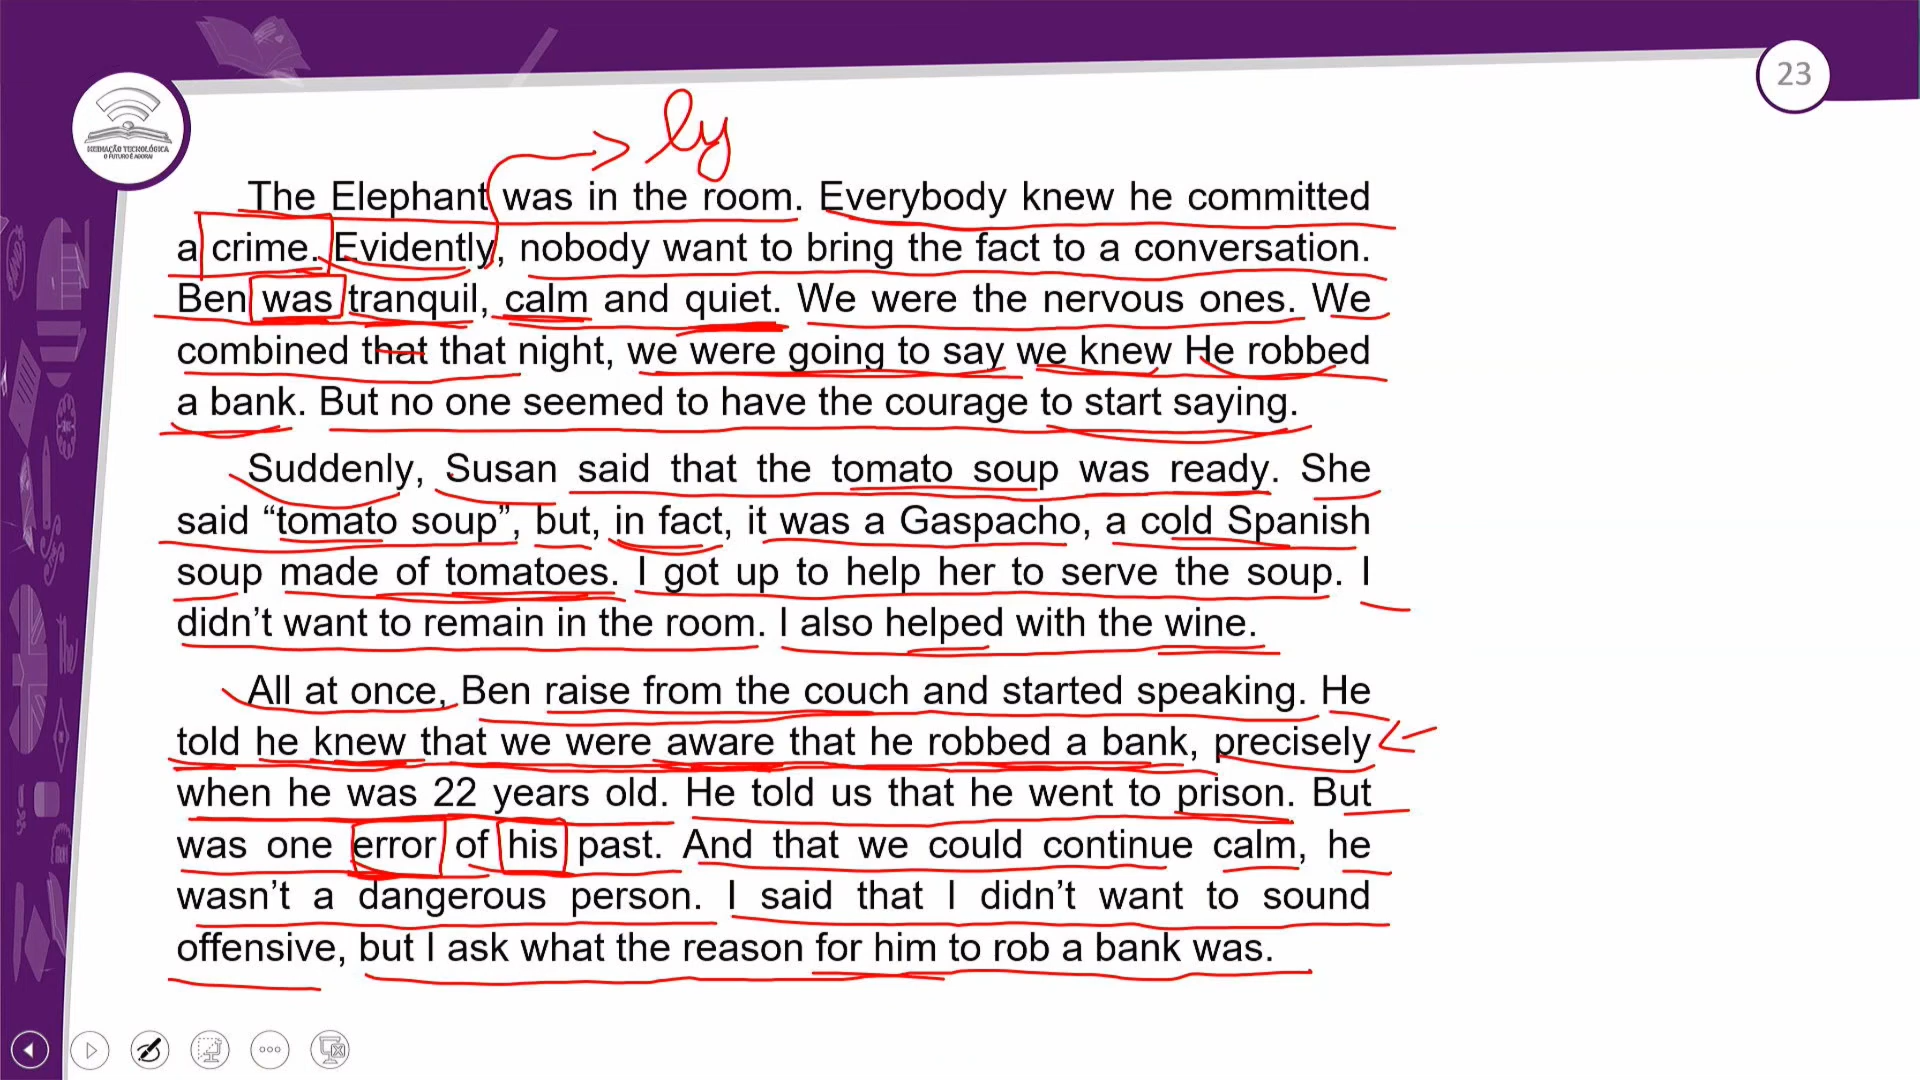 23
MEDIAÇÃO TECNOLÓGICA
O FUTURO É AGORA!
ly
The Elephant was in the room. Everybody knew he committed
a crime. Evidently, nobody want to bring the fact to a conversation.
Ben was tranquil, calm and quiet. We were the nervous ones. We
combined that that night, we were going to say we knew He robbed
a bank. But no one seemed to have the courage to start saying.
Suddenly, Susan said that the tomato soup was ready. She
said “tomato soup”, but, in fact, it was a Gaspacho, a cold Spanish
soup made of tomatoes. I got up to help her to serve the soup. I
didn’t want to remain in the room. I also helped with the wine.
All at once, Ben raise from the couch and started speaking. He
told he knew that we were aware that he robbed a bank, precisely
when he was 22 years old. He told us that he went to prison. But
was one error of his past. And that we could continue calm, he
wasn’t a dangerous person. I said that I didn’t want to sound
offensive, but I ask what the reason for him to rob a bank was.